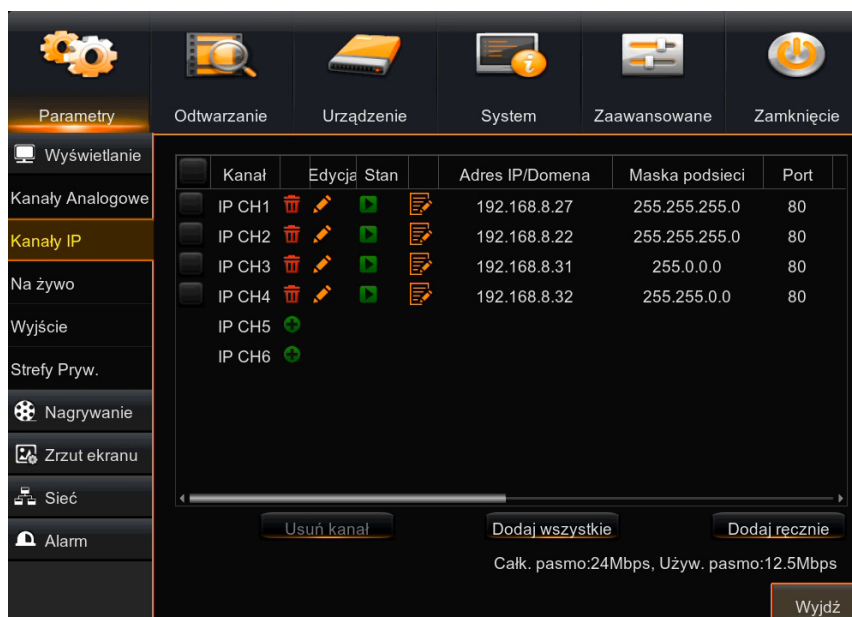 Parametry Odtwarzanie Urządzenie System Zaawansowane Zamknięcie
Wyświetlanie
Kanały Analogowe
Kanały IP
Na żywo
Wyjście
Strefy Pryw.
Nagrywanie
Zrzut ekranu
Sieć
Alarm
Kanał Edycja Stan Adres IP/Domena Maska podsieci Port
IP CH1 192.168.8.27 255.255.255.0 80
IP CH2 192.168.8.22 255.255.255.0 80
IP CH3 192.168.8.31 255.0.0.0 80
IP CH4 192.168.8.32 255.255.0.0 80
IP CH5
IP CH6
Usuń kanał Dodaj wszystkie Dodaj ręcznie
Całk. pasmo:24Mbps, Używ. pasmo:12.5Mbps
Wyjdź